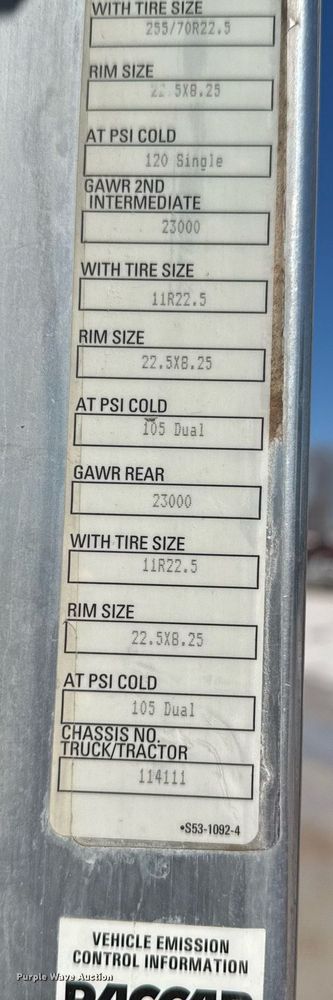 WITH TIRE SIZE
255/70R22.5
RIM SIZE
22.5X8.25
AT PSI COLD
120 Single
GAWR 2ND
INTERMEDIATE
23000
WITH TIRE SIZE
11R22.5
RIM SIZE
22.5X8.25
AT PSI COLD
105 Dual
GAWR REAR
23000
WITH TIRE SIZE
11R22.5
RIM SIZE
22.5X8.25
AT PSI COLD
105 Dual
CHASSIS NO.
TRUCK/TRACTOR
114111
•S53-1092-4
VEHICLE EMISSION
CONTROL INFORMATION
Purple Wave Auction
PACCAR